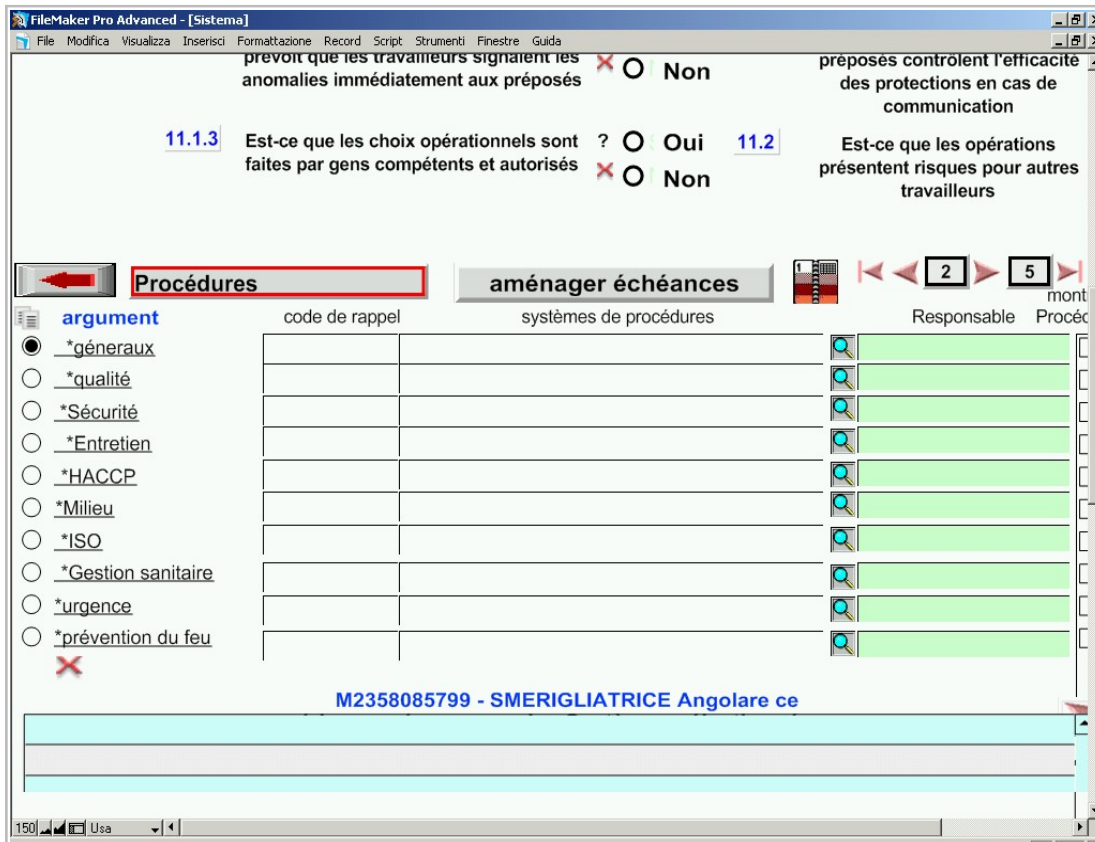 FileMaker Pro Advanced - [Sistema]
File Modifica Visualizza Inserisci Formattazione Record Script Strumenti Finestre Guida
prévoit que les travailleurs signalent les
anomalies immédiatement aux préposés
Non
préposés contrôlent l'efficacité
des protections en cas de
communication
11.1.3
Est-ce que les choix opérationnels sont
faites par gens compétents et autorisés
? Oui
Non
11.2
Est-ce que les opérations
présentent risques pour autres
travailleurs
Procédures
aménager échéances
1
2
5
mont
argument
code de rappel
systèmes de procédures
Responsable
Procéd
*géneraux
*qualité
*Sécurité
*Entretien
*HACCP
*Milieu
*ISO
*Gestion sanitaire
*urgence
*prévention du feu
M2358085799 - SMERIGLIATRICE Angolare ce
150
Usa